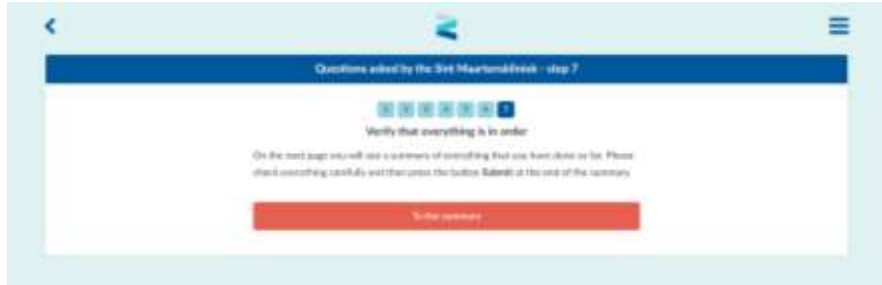 Questions asked by the Sint Maartenskliniek - step 7
1 2 3 4 5 6 7
Verify that everything is in order
On the next page you will see a summary of everything that you have done so far. Please
check everything carefully and then press the button Submit at the end of the summary.
To the summary